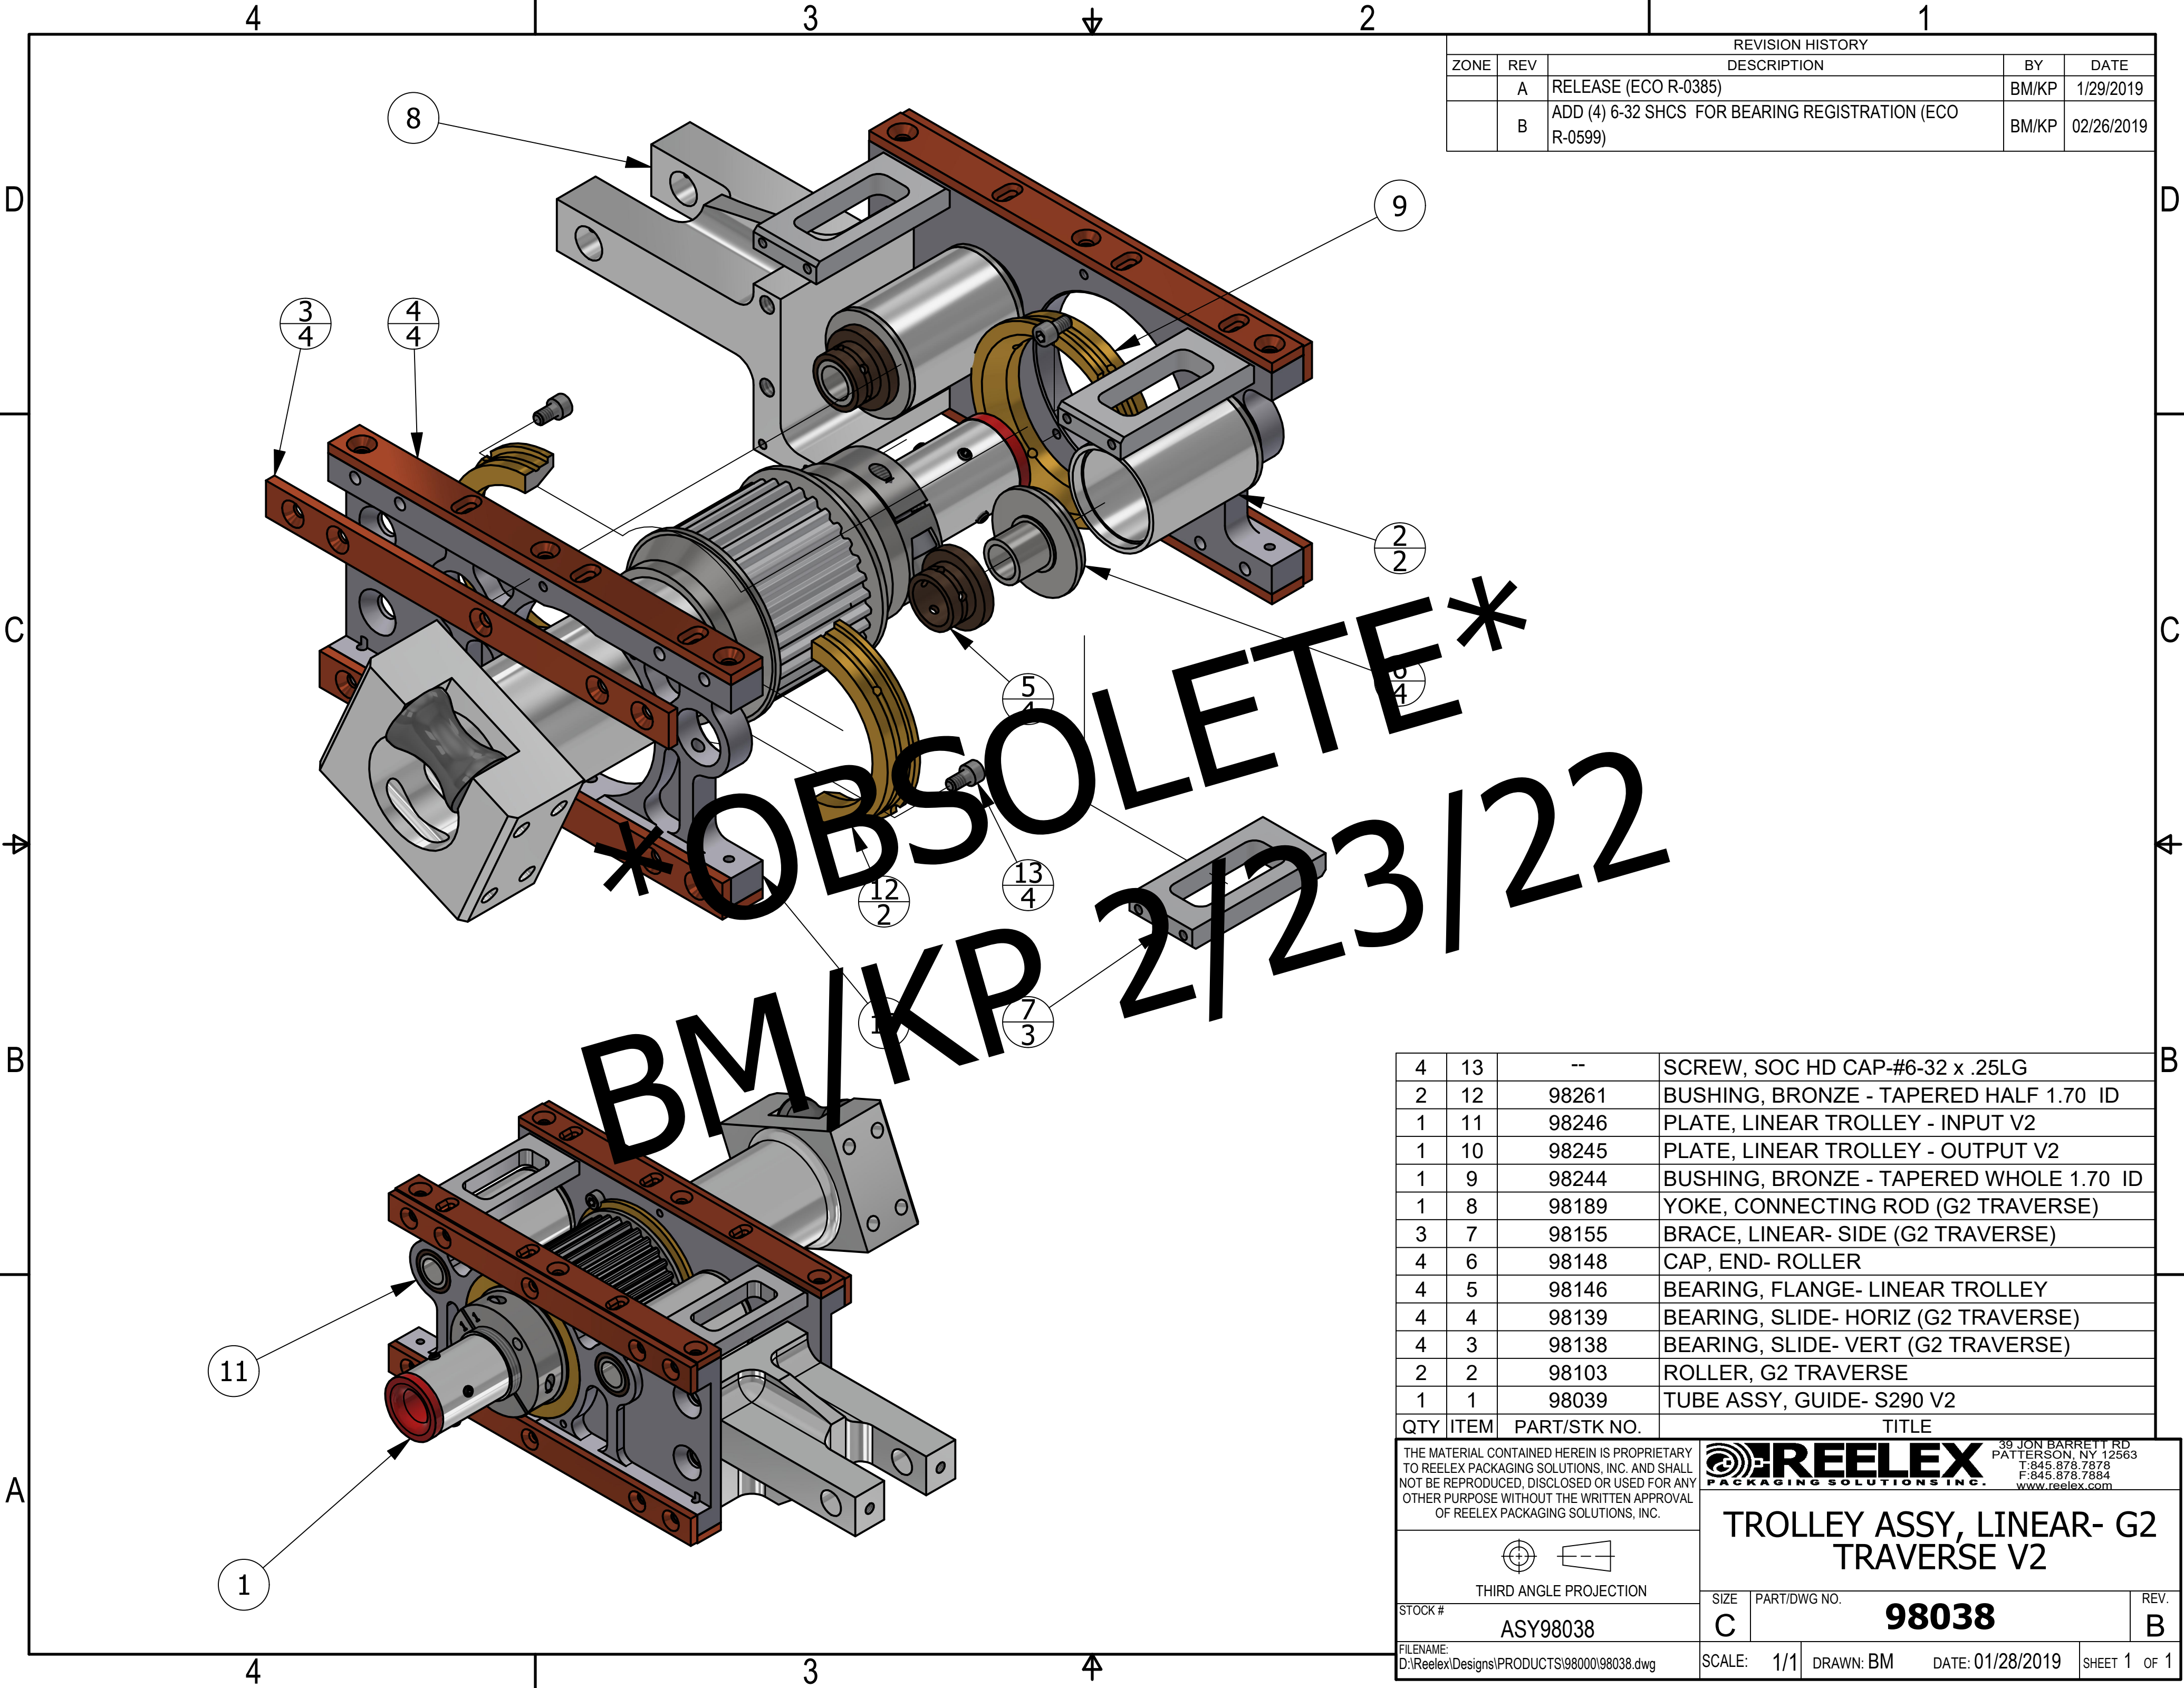 4 3 2 1
REVISION HISTORY
ZONE REV DESCRIPTION BY DATE
A RELEASE (ECO R-0385) BM/KP 1/29/2019
B ADD (4) 6-32 SHCS FOR BEARING REGISTRATION (ECO R-0599) BM/KP 02/26/2019
D D
8
9
3
4
4
4
2
2
C C
6
4
5
4
*OBSOLETE*
BM/KP 2/23/22
12
2
13
4
7
3
B B
11
1
A A
4 13 -- SCREW, SOC HD CAP-#6-32 x .25LG
2 12 98261 BUSHING, BRONZE - TAPERED HALF 1.70 ID
1 11 98246 PLATE, LINEAR TROLLEY - INPUT V2
1 10 98245 PLATE, LINEAR TROLLEY - OUTPUT V2
1 9 98244 BUSHING, BRONZE - TAPERED WHOLE 1.70 ID
1 8 98189 YOKE, CONNECTING ROD (G2 TRAVERSE)
3 7 98155 BRACE, LINEAR- SIDE (G2 TRAVERSE)
4 6 98148 CAP, END- ROLLER
4 5 98146 BEARING, FLANGE- LINEAR TROLLEY
4 4 98139 BEARING, SLIDE- HORIZ (G2 TRAVERSE)
4 3 98138 BEARING, SLIDE- VERT (G2 TRAVERSE)
2 2 98103 ROLLER, G2 TRAVERSE
1 1 98039 TUBE ASSY, GUIDE- S290 V2
QTY ITEM PART/STK NO. TITLE
THE MATERIAL CONTAINED HEREIN IS PROPRIETARY
TO REELEX PACKAGING SOLUTIONS, INC. AND SHALL
NOT BE REPRODUCED, DISCLOSED OR USED FOR ANY
OTHER PURPOSE WITHOUT THE WRITTEN APPROVAL
OF REELEX PACKAGING SOLUTIONS, INC.
REELEX
PACKAGING SOLUTIONS INC.
39 JON BARRETT RD
PATTERSON, NY 12563
T:845.878.7878
F:845.878.7884
www.reelex.com
THIRD ANGLE PROJECTION
TROLLEY ASSY, LINEAR- G2
TRAVERSE V2
STOCK #
ASY98038
SIZE
C
PART/DWG NO.
98038
REV.
B
FILENAME:
D:\Reelex\Designs\PRODUCTS\98000\98038.dwg
SCALE: 1/1 DRAWN: BM DATE: 01/28/2019 SHEET 1 OF 1
4 3